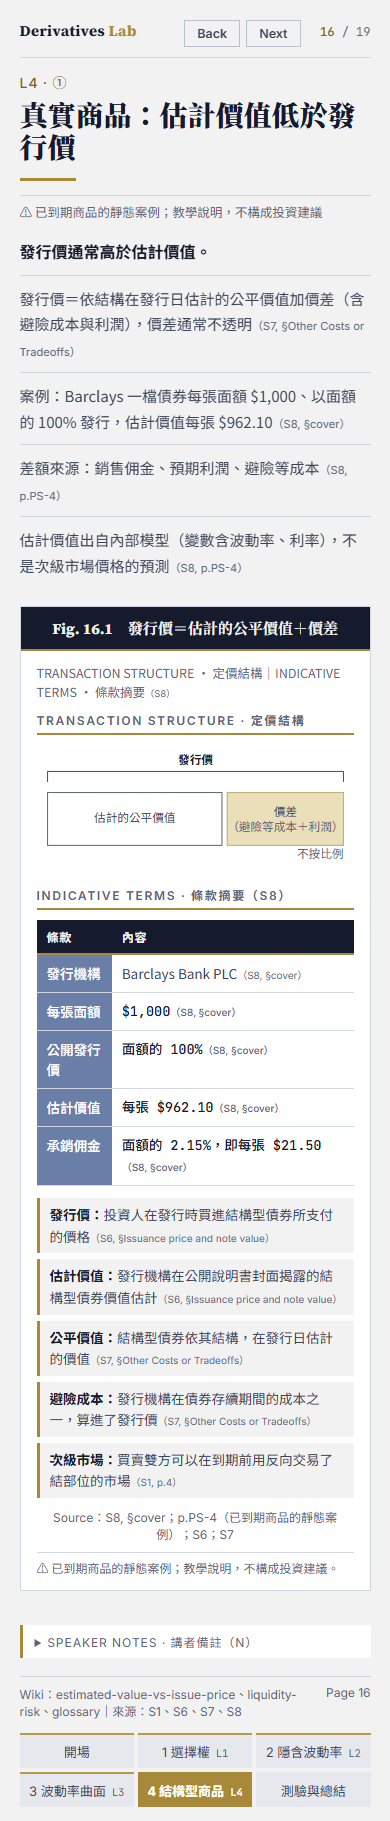 Derivatives Lab
Back
Next
16 / 19
L4 · ①
真實商品：估計價值低於發
行價
⚠ 已到期商品的靜態案例；教學說明，不構成投資建議
發行價通常高於估計價值。
發行價＝依結構在發行日估計的公平價值加價差（含
避險成本與利潤），價差通常不透明（S7, §Other Costs or
Tradeoffs）
案例：Barclays 一檔債券每張面額 $1,000、以面額
的 100% 發行，估計價值每張 $962.10（S8, §cover）
差額來源：銷售佣金、預期利潤、避險等成本（S8,
p.PS-4）
估計價值出自內部模型（變數含波動率、利率），不
是次級市場價格的預測（S8, p.PS-4）
Fig. 16.1　發行價＝估計的公平價值＋價差
TRANSACTION STRUCTURE · 定價結構｜INDICATIVE
TERMS · 條款摘要（S8）
TRANSACTION STRUCTURE · 定價結構
發行價
估計的公平價值
價差
（避險等成本＋利潤）
不按比例
INDICATIVE TERMS · 條款摘要（S8）
條款　內容
發行機構　Barclays Bank PLC（S8, §cover）
每張面額　$1,000（S8, §cover）
公開發行　面額的 100%（S8, §cover）
價
估計價值　每張 $962.10（S8, §cover）
承銷佣金　面額的 2.15%，即每張 $21.50
（S8, §cover）
發行價：投資人在發行時買進結構型債券所支付
的價格（S6, §Issuance price and note value）
估計價值：發行機構在公開說明書封面揭露的結
構型債券價值估計（S6, §Issuance price and note value）
公平價值：結構型債券依其結構，在發行日估計
的價值（S7, §Other Costs or Tradeoffs）
避險成本：發行機構在債券存續期間的成本之
一，算進了發行價（S7, §Other Costs or Tradeoffs）
次級市場：買賣雙方可以在到期前用反向交易了
結部位的市場（S1, p.4）
Source：S8, §cover；p.PS-4（已到期商品的靜態案
例）；S6；S7
⚠ 已到期商品的靜態案例；教學說明，不構成投資建議。
▶ SPEAKER NOTES · 講者備註（N）
Wiki：estimated-value-vs-issue-price、liquidity-
risk、glossary｜來源：S1、S6、S7、S8
Page 16
開場
1 選擇權 L1
2 隱含波動率 L2
3 波動率曲面 L3
4 結構型商品 L4
測驗與總結